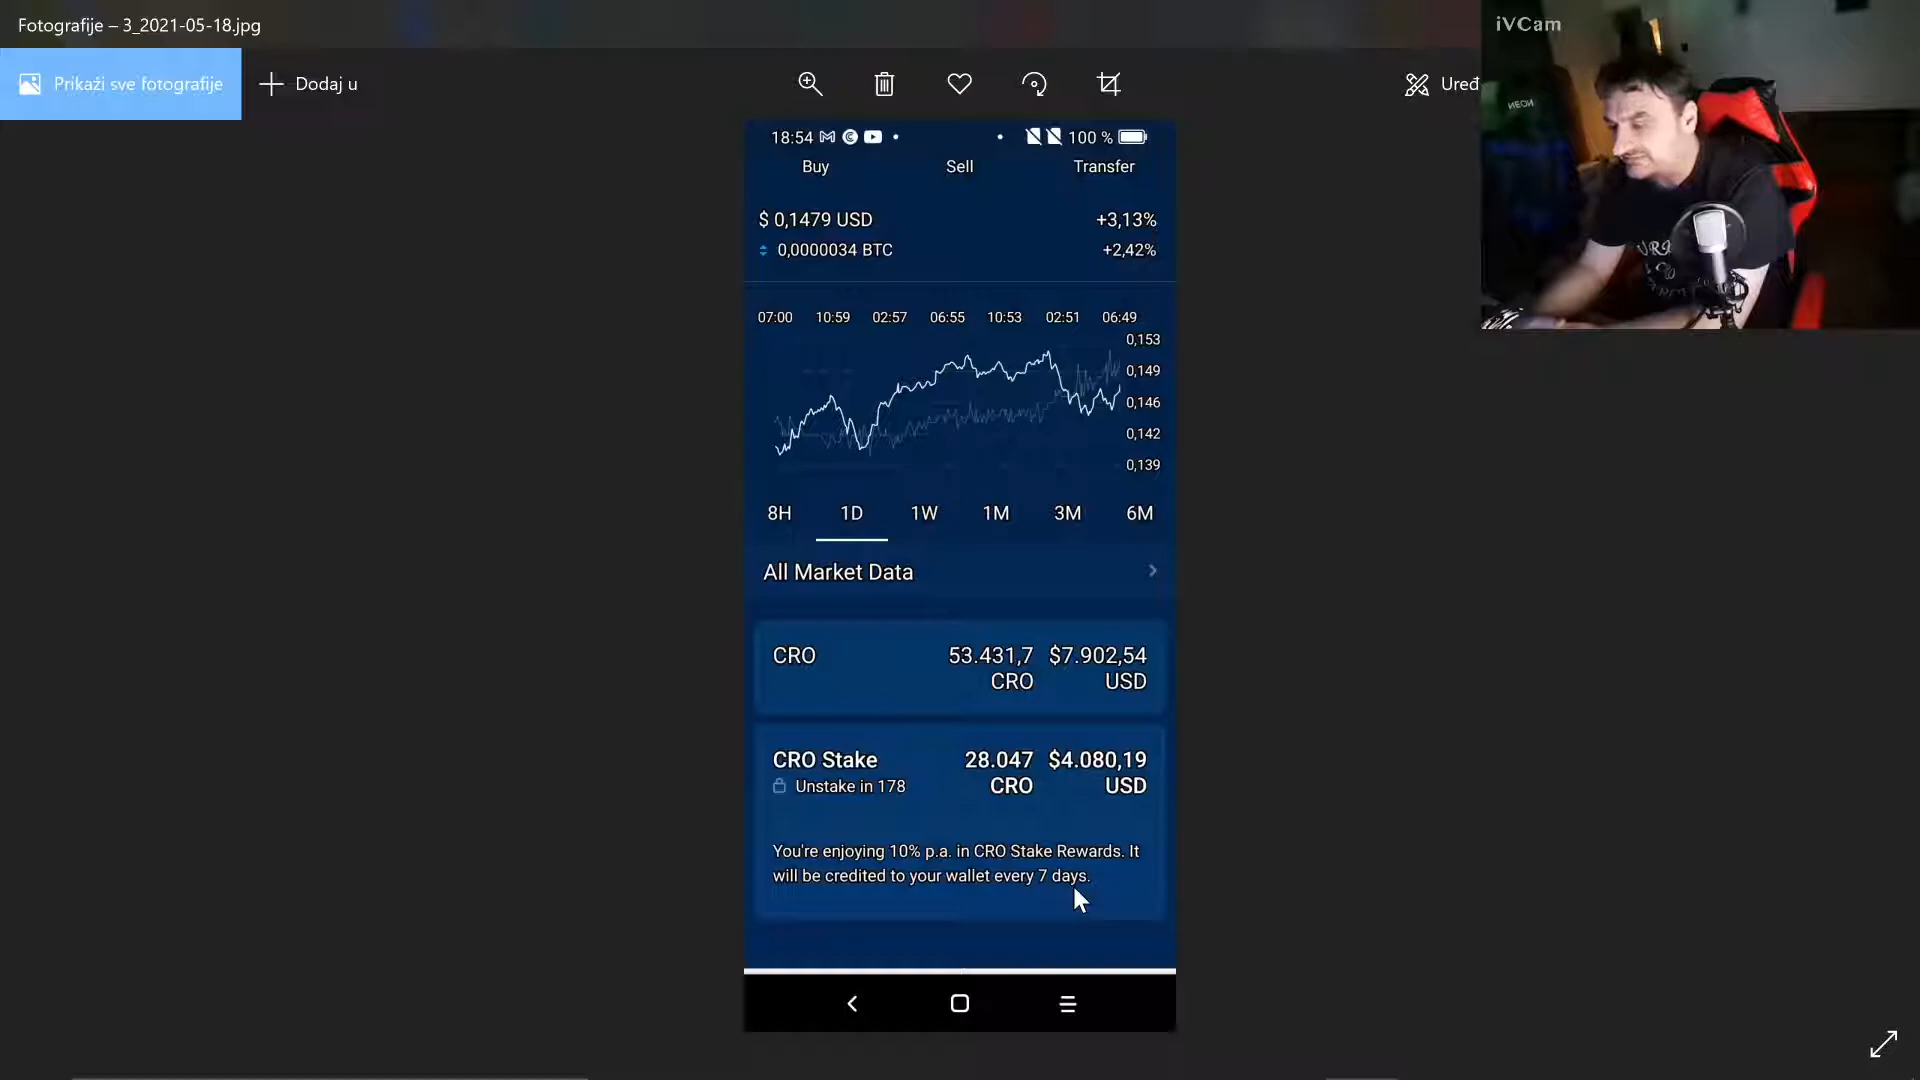 Fotografije – 3_2021-05-18.jpg
iVCam
Prikaži sve fotografije
Dodaj u
Uređ
NEON
18:54
100 %
Buy Sell Transfer
$ 0,1479 USD +3,13%
0,0000034 BTC +2,42%
07:00 10:59 02:57 06:55 10:53 02:51 06:49
0,153
0,149
0,146
0,142
0,139
8H 1D 1W 1M 3M 6M
All Market Data
CRO 53.431,7 $7.902,54
CRO USD
CRO Stake 28.047 $4.080,19
Unstake in 178 CRO USD
You're enjoying 10% p.a. in CRO Stake Rewards. It
will be credited to your wallet every 7 days.